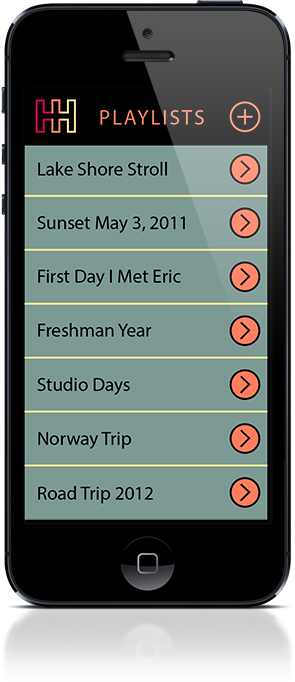 HH
PLAYLISTS
Lake Shore Stroll
Sunset May 3, 2011
First Day I Met Eric
Freshman Year
Studio Days
Norway Trip
Road Trip 2012